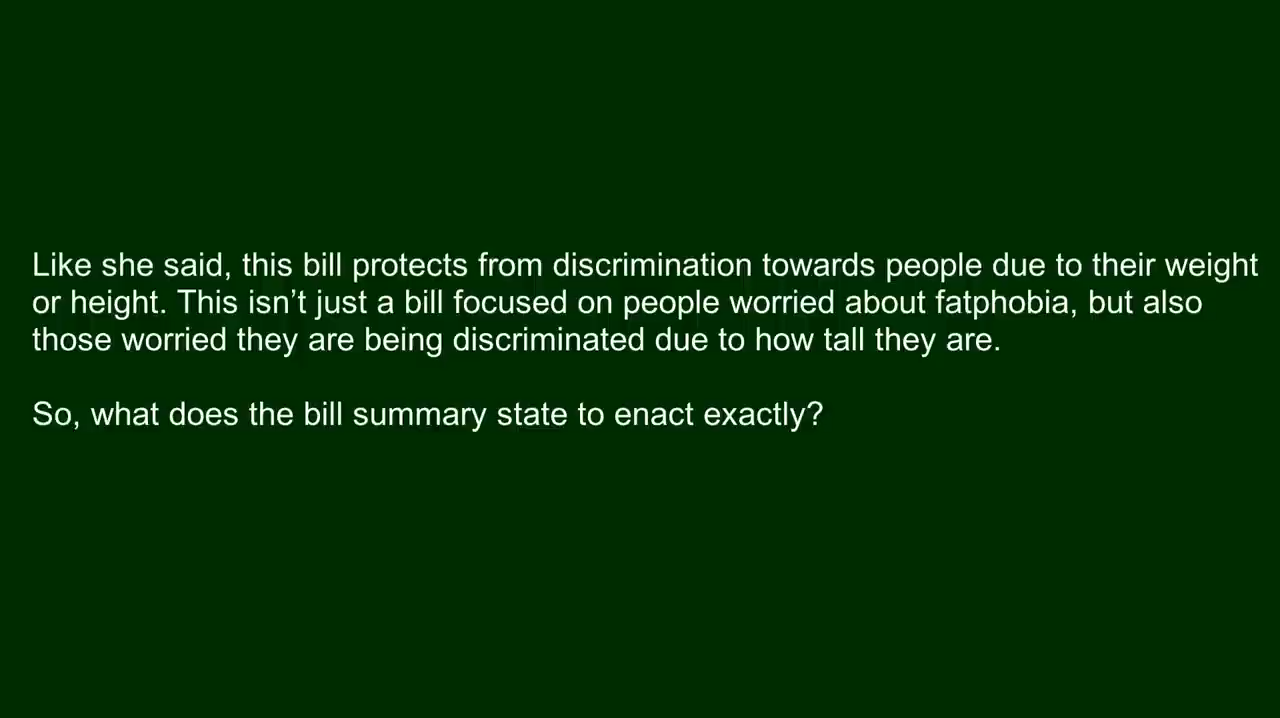 Like she said, this bill protects from discrimination towards people due to their weight
or height. This isn’t just a bill focused on people worried about fatphobia, but also
those worried they are being discriminated due to how tall they are.
So, what does the bill summary state to enact exactly?